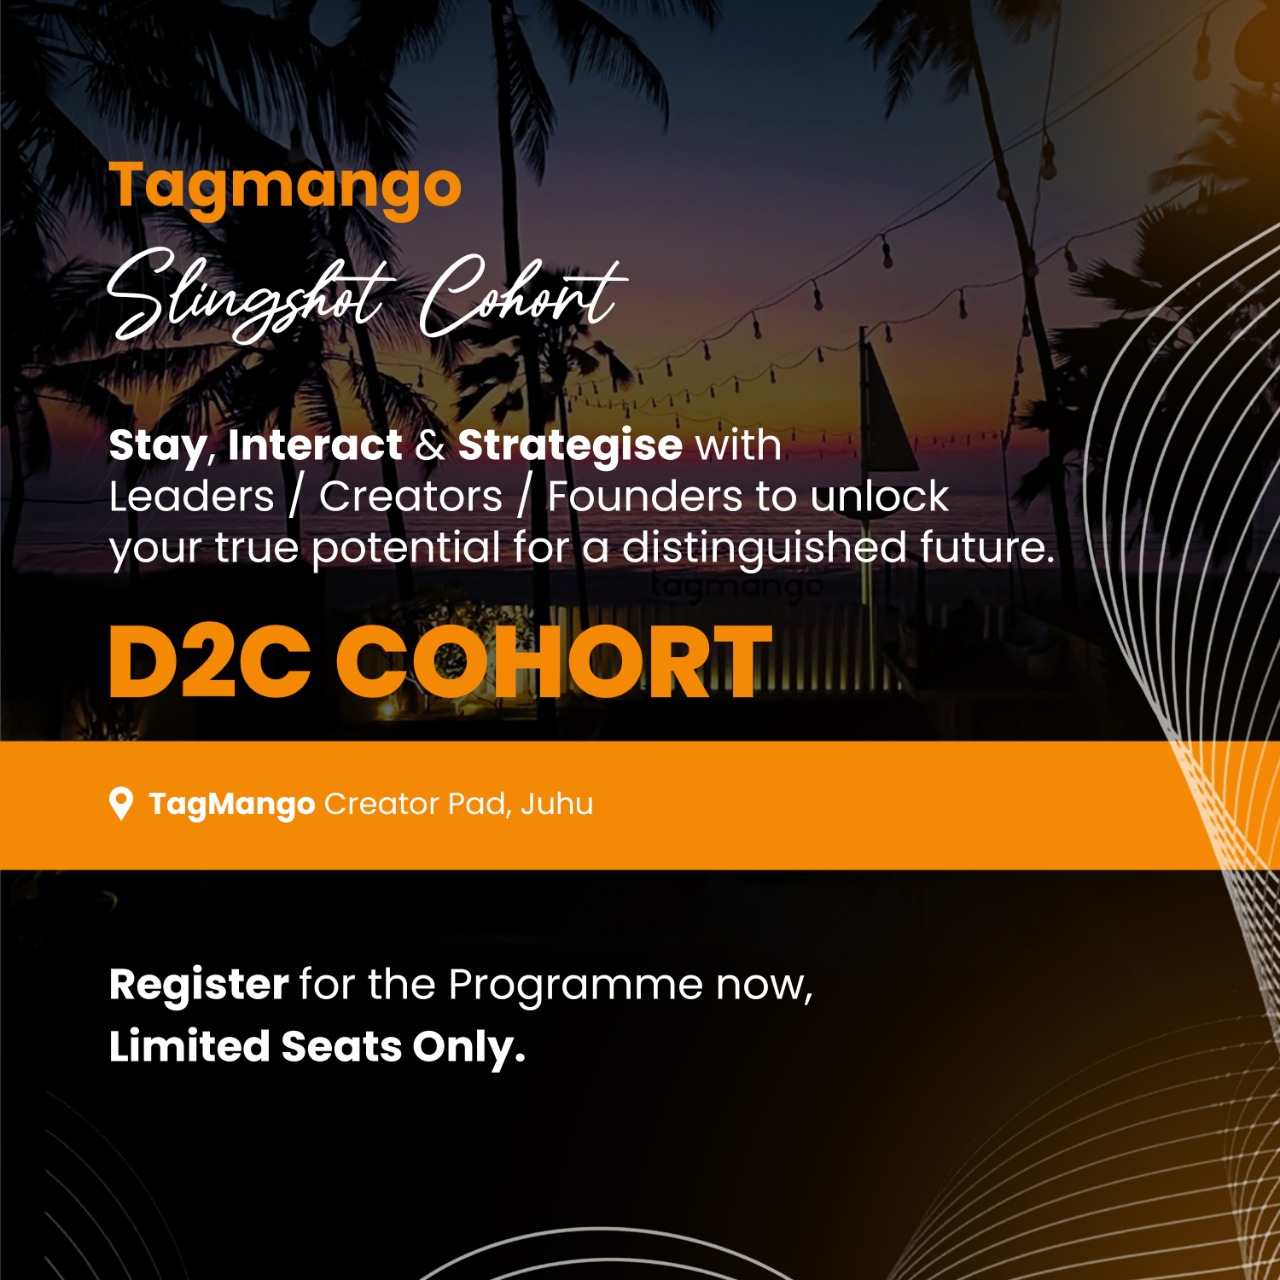 Tagmango
Slingshot Cohort
Stay, Interact & Strategise with
Leaders / Creators / Founders to unlock
your true potential for a distinguished future.
tagmango
D2C COHORT
TagMango Creator Pad, Juhu
Register for the Programme now,
Limited Seats Only.